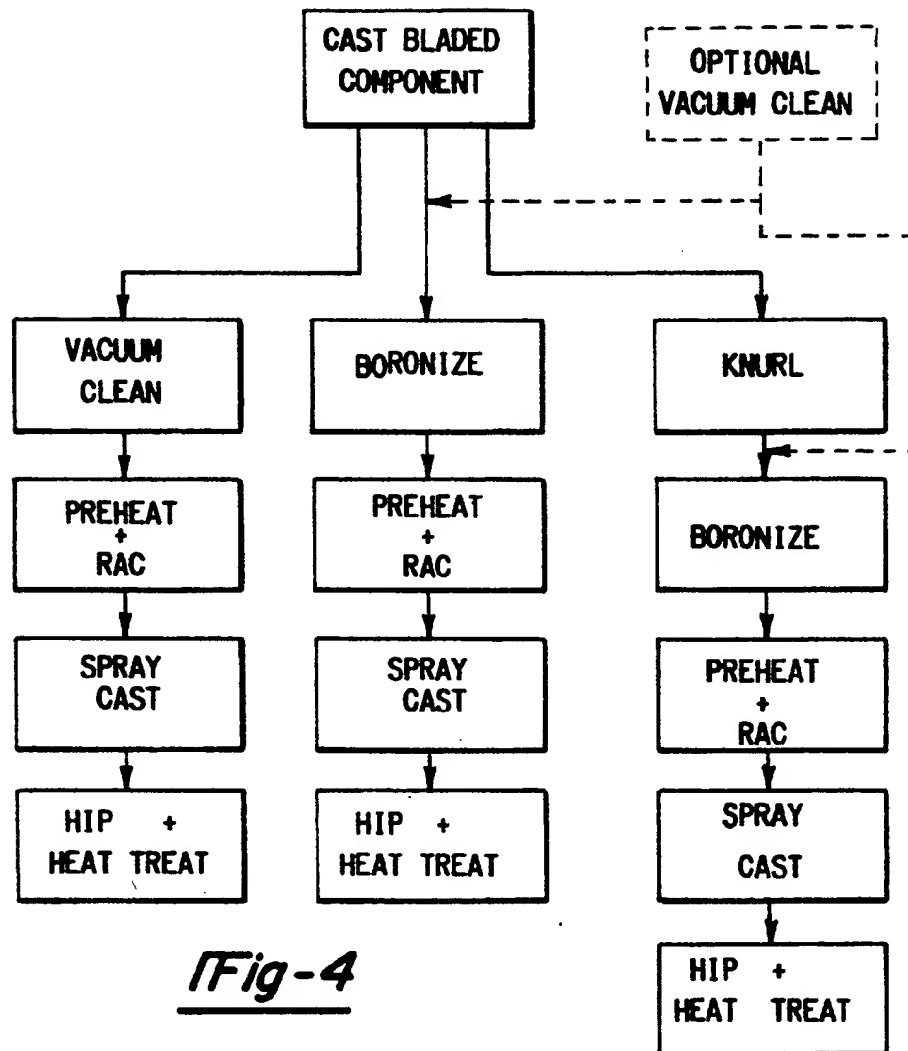 CAST BLADED
COMPONENT
OPTIONAL
VACUUM CLEAN
VACUUM
CLEAN
PREHEAT
+
RAC
SPRAY
CAST
HIP +
HEAT TREAT
BORONIZE
PREHEAT
+
RAC
SPRAY
CAST
HIP +
HEAT TREAT
KNURL
BORONIZE
PREHEAT
+
RAC
SPRAY
CAST
HIP +
HEAT TREAT
Fig-4